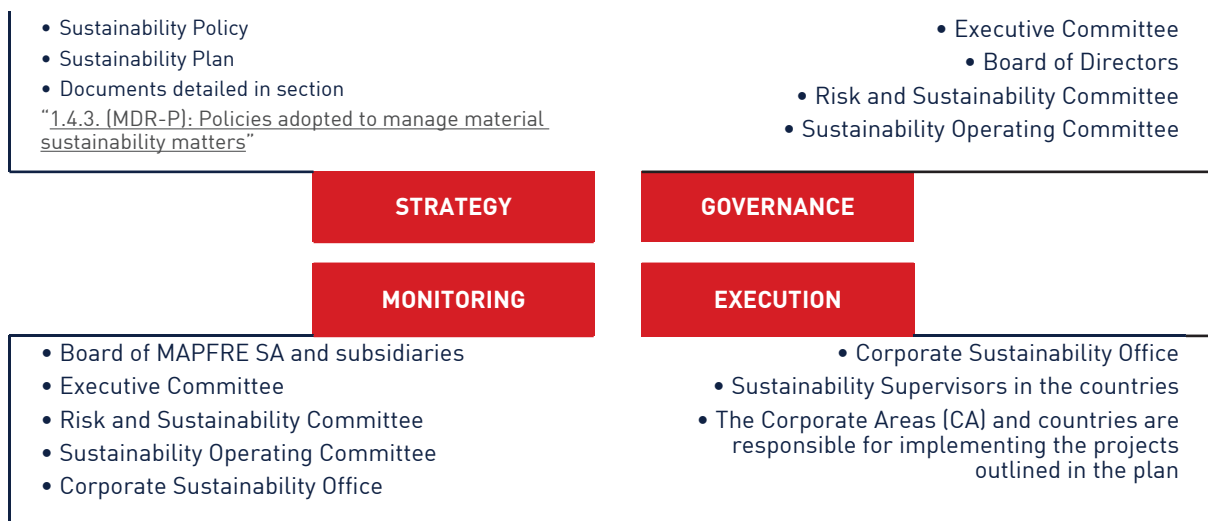 • Sustainability Policy
• Sustainability Plan
• Documents detailed in section
“1.4.3. (MDR-P): Policies adopted to manage material
sustainability matters”
• Executive Committee
• Board of Directors
• Risk and Sustainability Committee
• Sustainability Operating Committee
STRATEGY
GOVERNANCE
MONITORING
EXECUTION
• Board of MAPFRE SA and subsidiaries
• Executive Committee
• Risk and Sustainability Committee
• Sustainability Operating Committee
• Corporate Sustainability Office
• Corporate Sustainability Office
• Sustainability Supervisors in the countries
• The Corporate Areas (CA) and countries are
responsible for implementing the projects
outlined in the plan